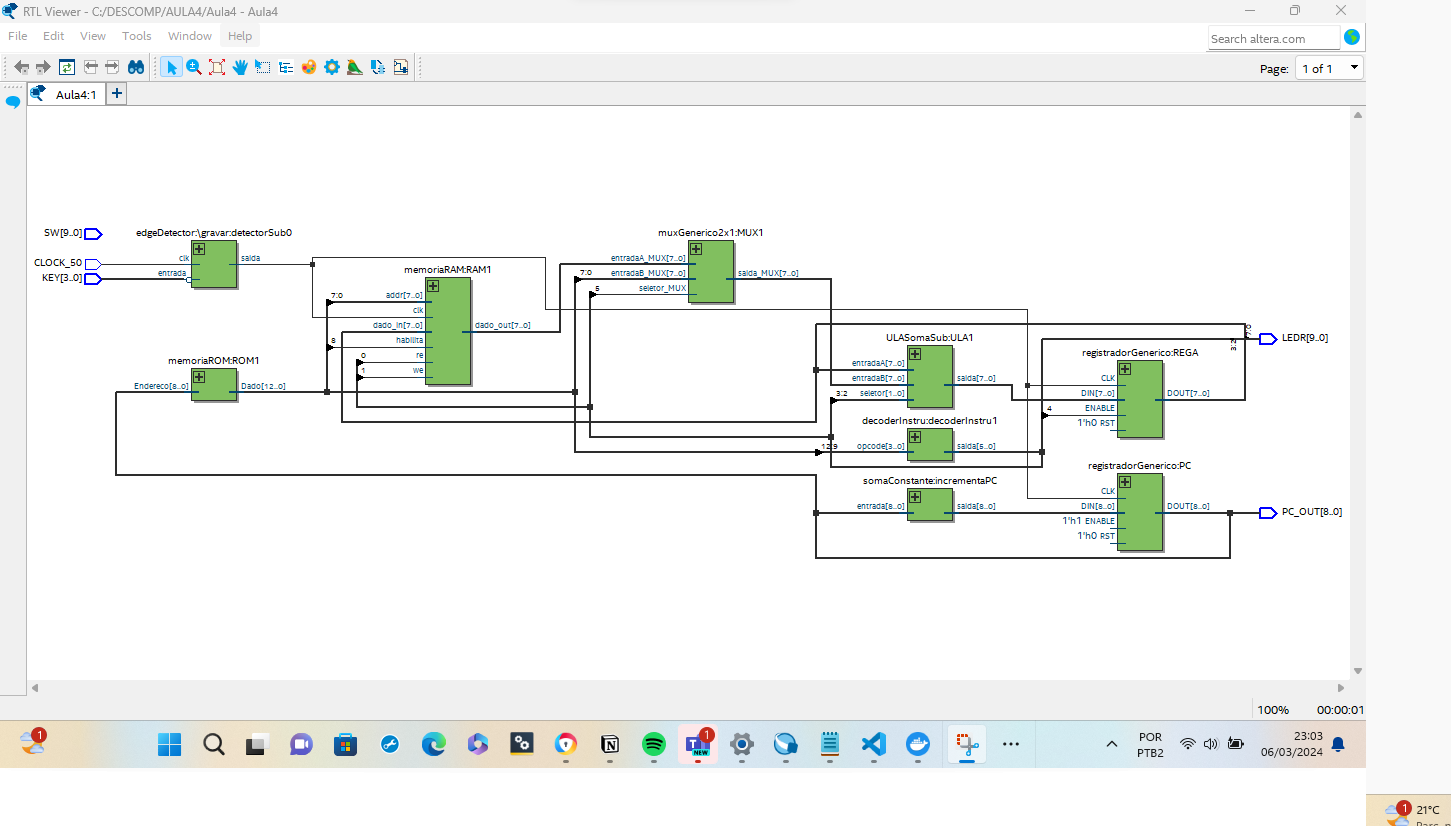 RTL Viewer - C:/DESCOMP/AULA4/Aula4 - Aula4
File Edit View Tools Window Help
Search altera.com
Page: 1 of 1
Aula4:1
SW[9..0]
edgeDetector:\gravar:detectorSub0
muxGenerico2x1:MUX1
CLOCK_50
clk
saida
entradaA_MUX[7..0]
KEY[3..0]
entrada
memoriaRAM:RAM1
7:0
entradaB_MUX[7..0]
saida_MUX[7..0]
5
seletor_MUX
7:0
addr[7..0]
clk
dado_in[7..0]
dado_out[7..0]
7:0
8
habilita
ULASomaSub:ULA1
LEDR[9..0]
3:2
0
re
registradorGenerico:REGA
memoriaROM:ROM1
entradaA[7..0]
1
we
CLK
entradaB[7..0]
saida[7..0]
Endereco[8..0]
Dado[12..0]
3:2
seletor[1..0]
DIN[7..0]
DOUT[7..0]
4
ENABLE
decoderInstru:decoderInstru1
1'h0 RST
12:9
opcode[3..0]
saida[5..0]
registradorGenerico:PC
somaConstante:incrementaPC
CLK
entrada[8..0]
saida[8..0]
DIN[8..0]
DOUT[8..0]
PC_OUT[8..0]
1'h1 ENABLE
1'h0 RST
100% 00:00:01
1
1
NEW
POR
PTB2
23:03
06/03/2024
1
21°C